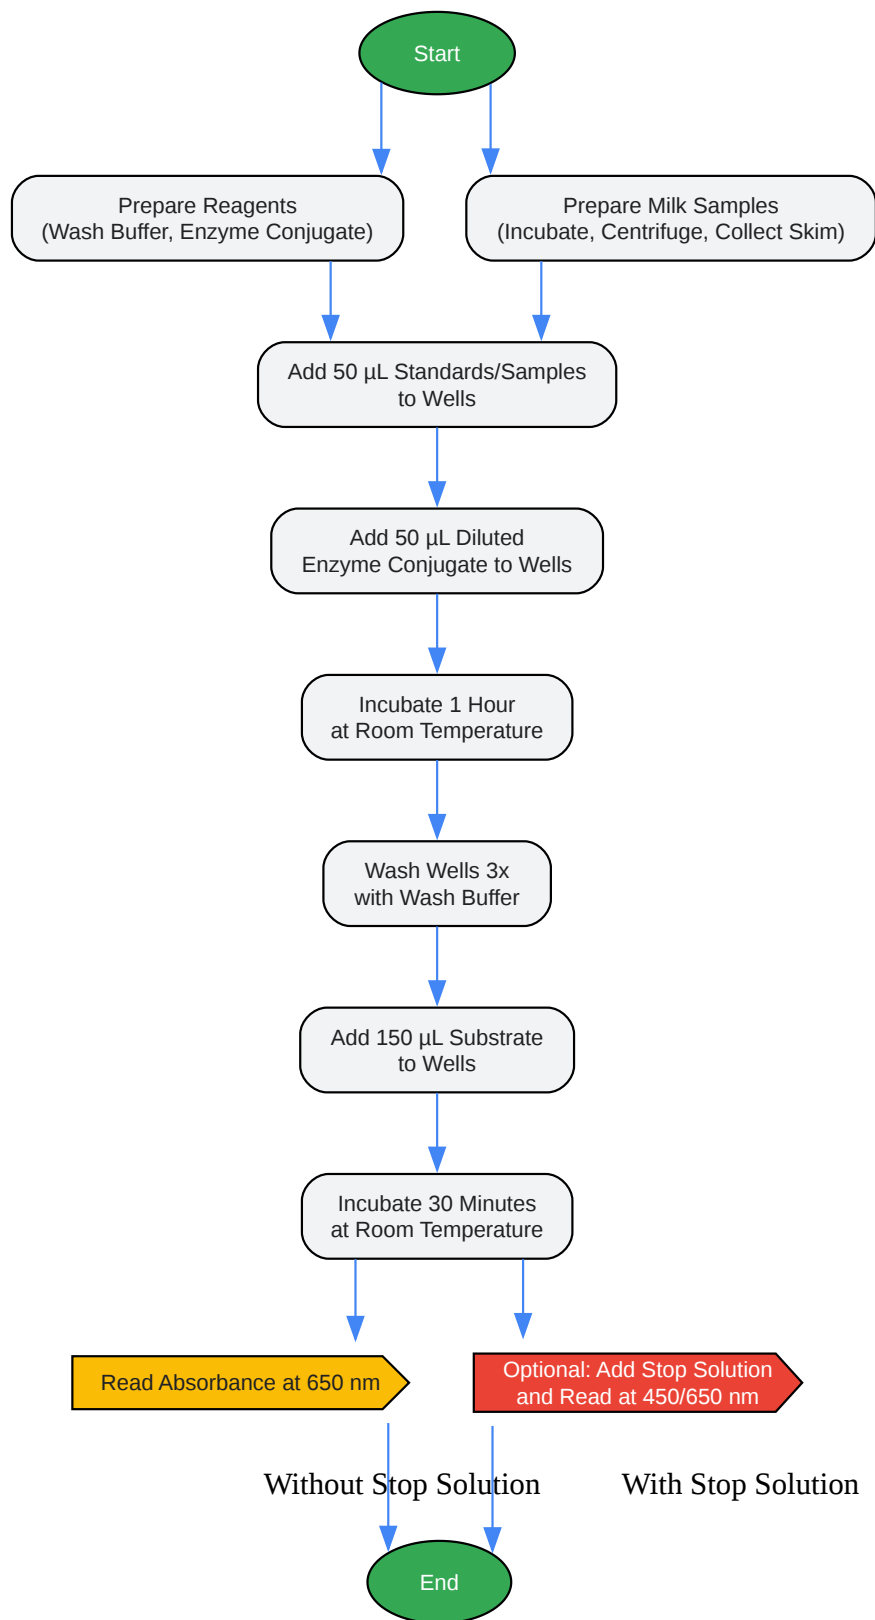 Start
Prepare Reagents
(Wash Buffer, Enzyme Conjugate)
Prepare Milk Samples
(Incubate, Centrifuge, Collect Skim)
Add 50 µL Standards/Samples
to Wells
Add 50 µL Diluted
Enzyme Conjugate to Wells
Incubate 1 Hour
at Room Temperature
Wash Wells 3x
with Wash Buffer
Add 150 µL Substrate
to Wells
Incubate 30 Minutes
at Room Temperature
Read Absorbance at 650 nm
Optional: Add Stop Solution
and Read at 450/650 nm
Without Stop Solution
With Stop Solution
End